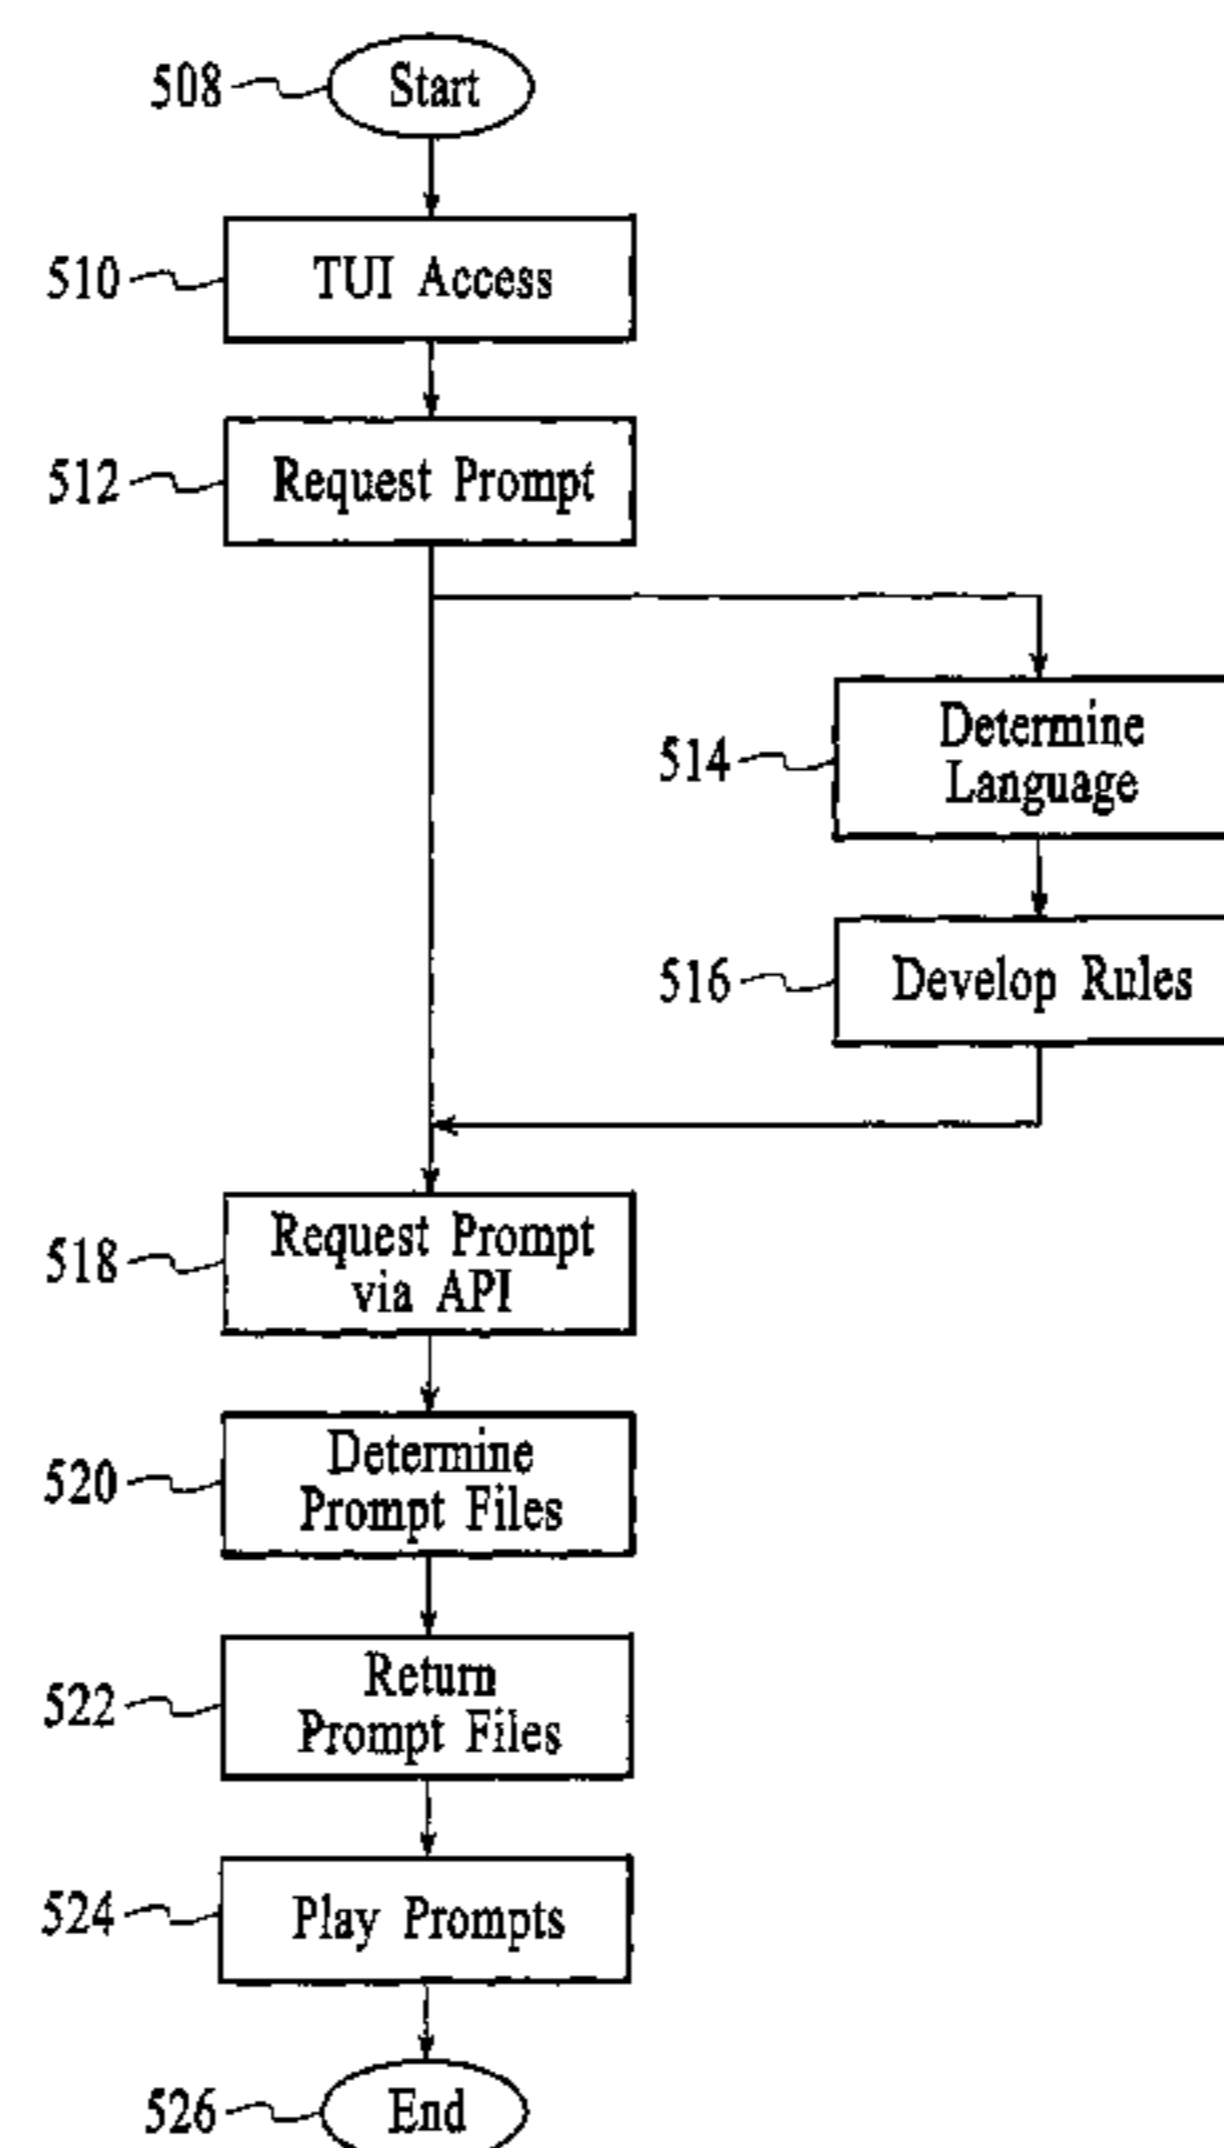 508
Start
510
TUI Access
512
Request Prompt
514
Determine
Language
516
Develop Rules
518
Request Prompt
via API
520
Determine
Prompt Files
522
Return
Prompt Files
524
Play Prompts
526
End